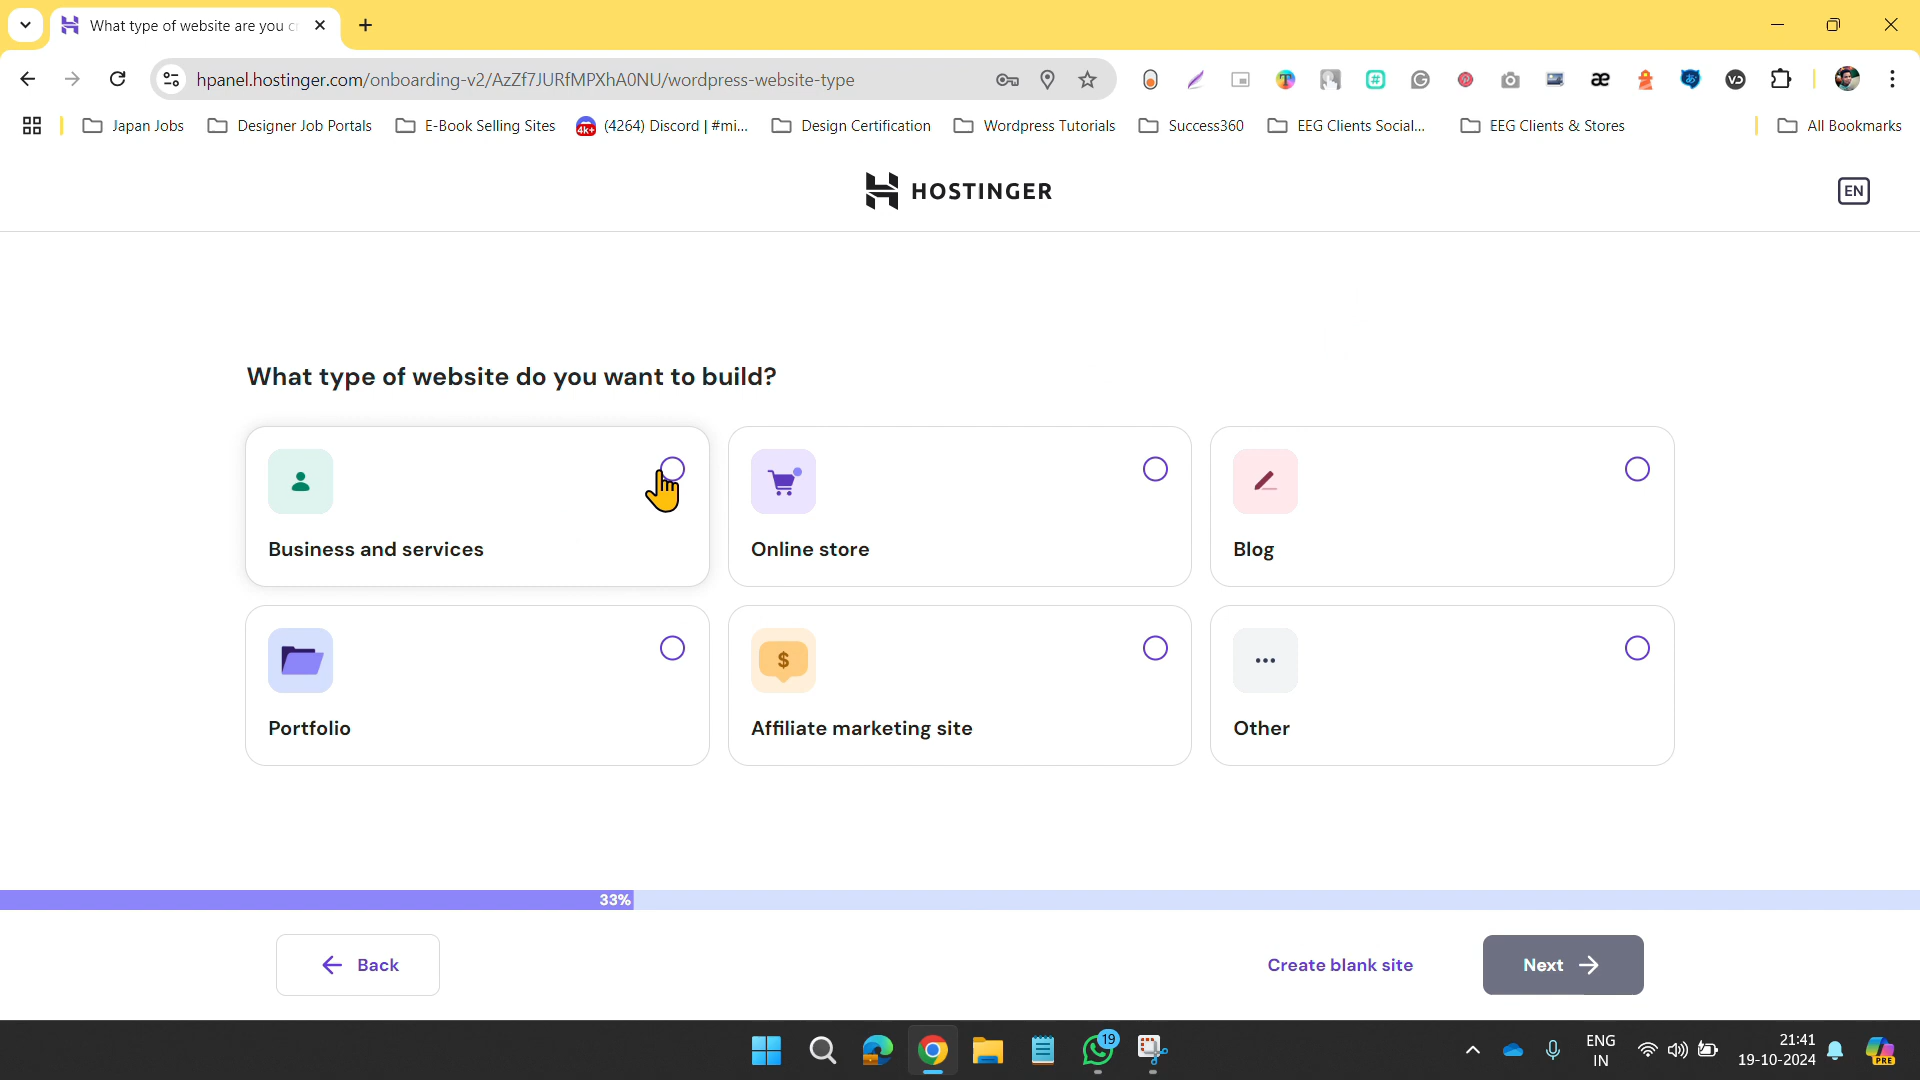 What type of website are you c
hpanel.hostinger.com/onboarding-v2/AzZf7JURfMPXhA0NU/wordpress-website-type
Japan Jobs
Designer Job Portals
E-Book Selling Sites
4k+
(4264) Discord | #mi...
Design Certification
Wordpress Tutorials
Success360
EEG Clients Social...
EEG Clients & Stores
All Bookmarks
HOSTINGER
EN
What type of website do you want to build?
Business and services
Online store
Blog
Portfolio
$
Affiliate marketing site
Other
33%
Back
Create blank site
Next
19
ENG
IN
21:41
19-10-2024
PRE